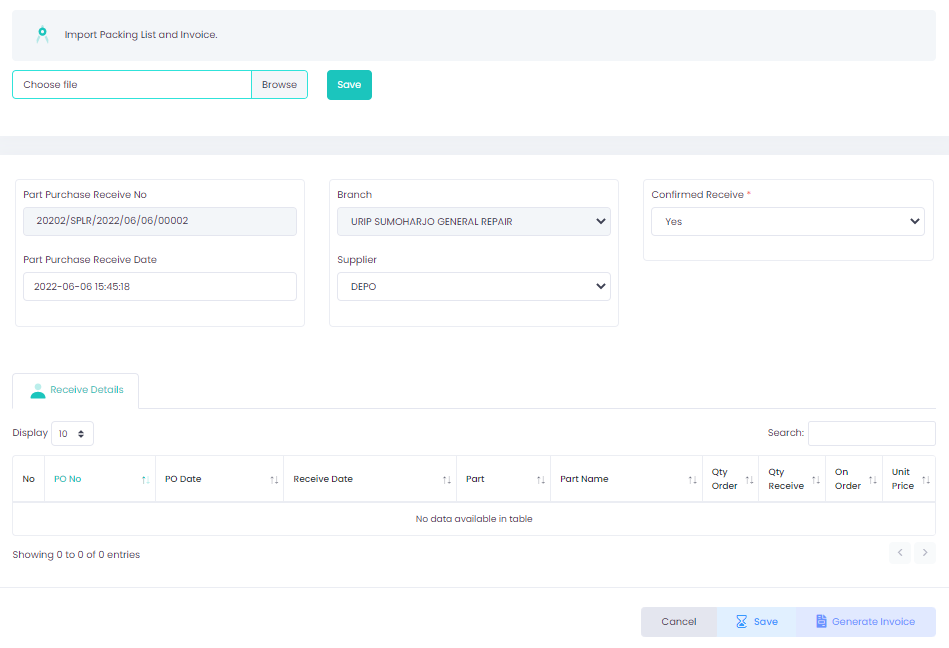 Import Packing List and Invoice.
Choose file
Browse
Save
Part Purchase Receive No
20202/SPLR/2022/06/06/00002
Part Purchase Receive Date
2022-06-06 15:45:18
Branch
URIP SUMOHARJO GENERAL REPAIR
Supplier
DEPO
Confirmed Receive *
Yes
Receive Details
Display 10
Search:
No
PO No
PO Date
Receive Date
Part
Part Name
Qty
Order
Qty
Receive
On
Order
Unit
Price
No data available in table
Showing 0 to 0 of 0 entries
Cancel
Save
Generate Invoice